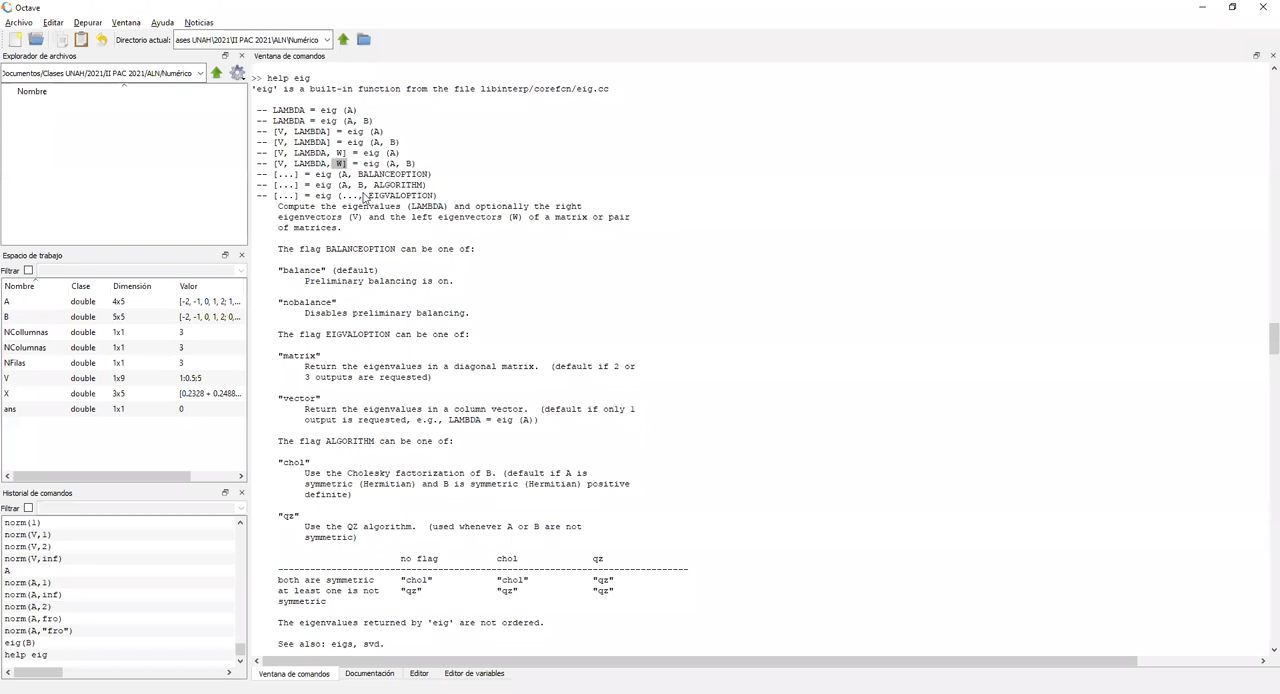 Octave
Archivo Editar Depurar Ventana Ayuda Noticias
Directorio actual: ases UNAH\2021\II PAC 2021\ALN\Numérico
Explorador de archivos
Documentos/Clases UNAH/2021/II PAC 2021/ALN/Numérico
Nombre
Espacio de trabajo
Filtrar
Nombre Clase Dimensión Valor
A double 4x5 [-2, -1, 0, 1, 2; 1,...
B double 5x5 [-2, -1, 0, 1, 2; 0,...
NCollumnas double 1x1 3
NColumnas double 1x1 3
NFilas double 1x1 3
V double 1x9 1:0.5:5
X double 3x5 [0.2328 + 0.2488...
ans double 1x1 0
Historial de comandos
Filtrar
norm(1)
norm(V,1)
norm(V,2)
norm(V,inf)
A
norm(A,1)
norm(A,inf)
norm(A,2)
norm(A,fro)
norm(A,"fro")
eig(B)
help eig
Ventana de comandos
>> help eig
'eig' is a built-in function from the file libinterp/corefcn/eig.cc
-- LAMBDA = eig (A)
-- LAMBDA = eig (A, B)
-- [V, LAMBDA] = eig (A)
-- [V, LAMBDA] = eig (A, B)
-- [V, LAMBDA, W] = eig (A)
-- [V, LAMBDA, W] = eig (A, B)
-- [...] = eig (A, BALANCEOPTION)
-- [...] = eig (A, B, ALGORITHM)
-- [...] = eig (..., EIGVALOPTION)
Compute the eigenvalues (LAMBDA) and optionally the right
eigenvectors (V) and the left eigenvectors (W) of a matrix or pair
of matrices.
The flag BALANCEOPTION can be one of:
"balance" (default)
Preliminary balancing is on.
"nobalance"
Disables preliminary balancing.
The flag EIGVALOPTION can be one of:
"matrix"
Return the eigenvalues in a diagonal matrix. (default if 2 or
3 outputs are requested)
"vector"
Return the eigenvalues in a column vector. (default if only 1
output is requested, e.g., LAMBDA = eig (A))
The flag ALGORITHM can be one of:
"chol"
Use the Cholesky factorization of B. (default if A is
symmetric (Hermitian) and B is symmetric (Hermitian) positive
definite)
"qz"
Use the QZ algorithm. (used whenever A or B are not
symmetric)
no flag chol qz
-----------------------------------------------------------------------------
both are symmetric "chol" "chol" "qz"
at least one is not "qz" "qz" "qz"
symmetric
The eigenvalues returned by 'eig' are not ordered.
See also: eigs, svd.
Ventana de comandos Documentación Editor Editor de variables